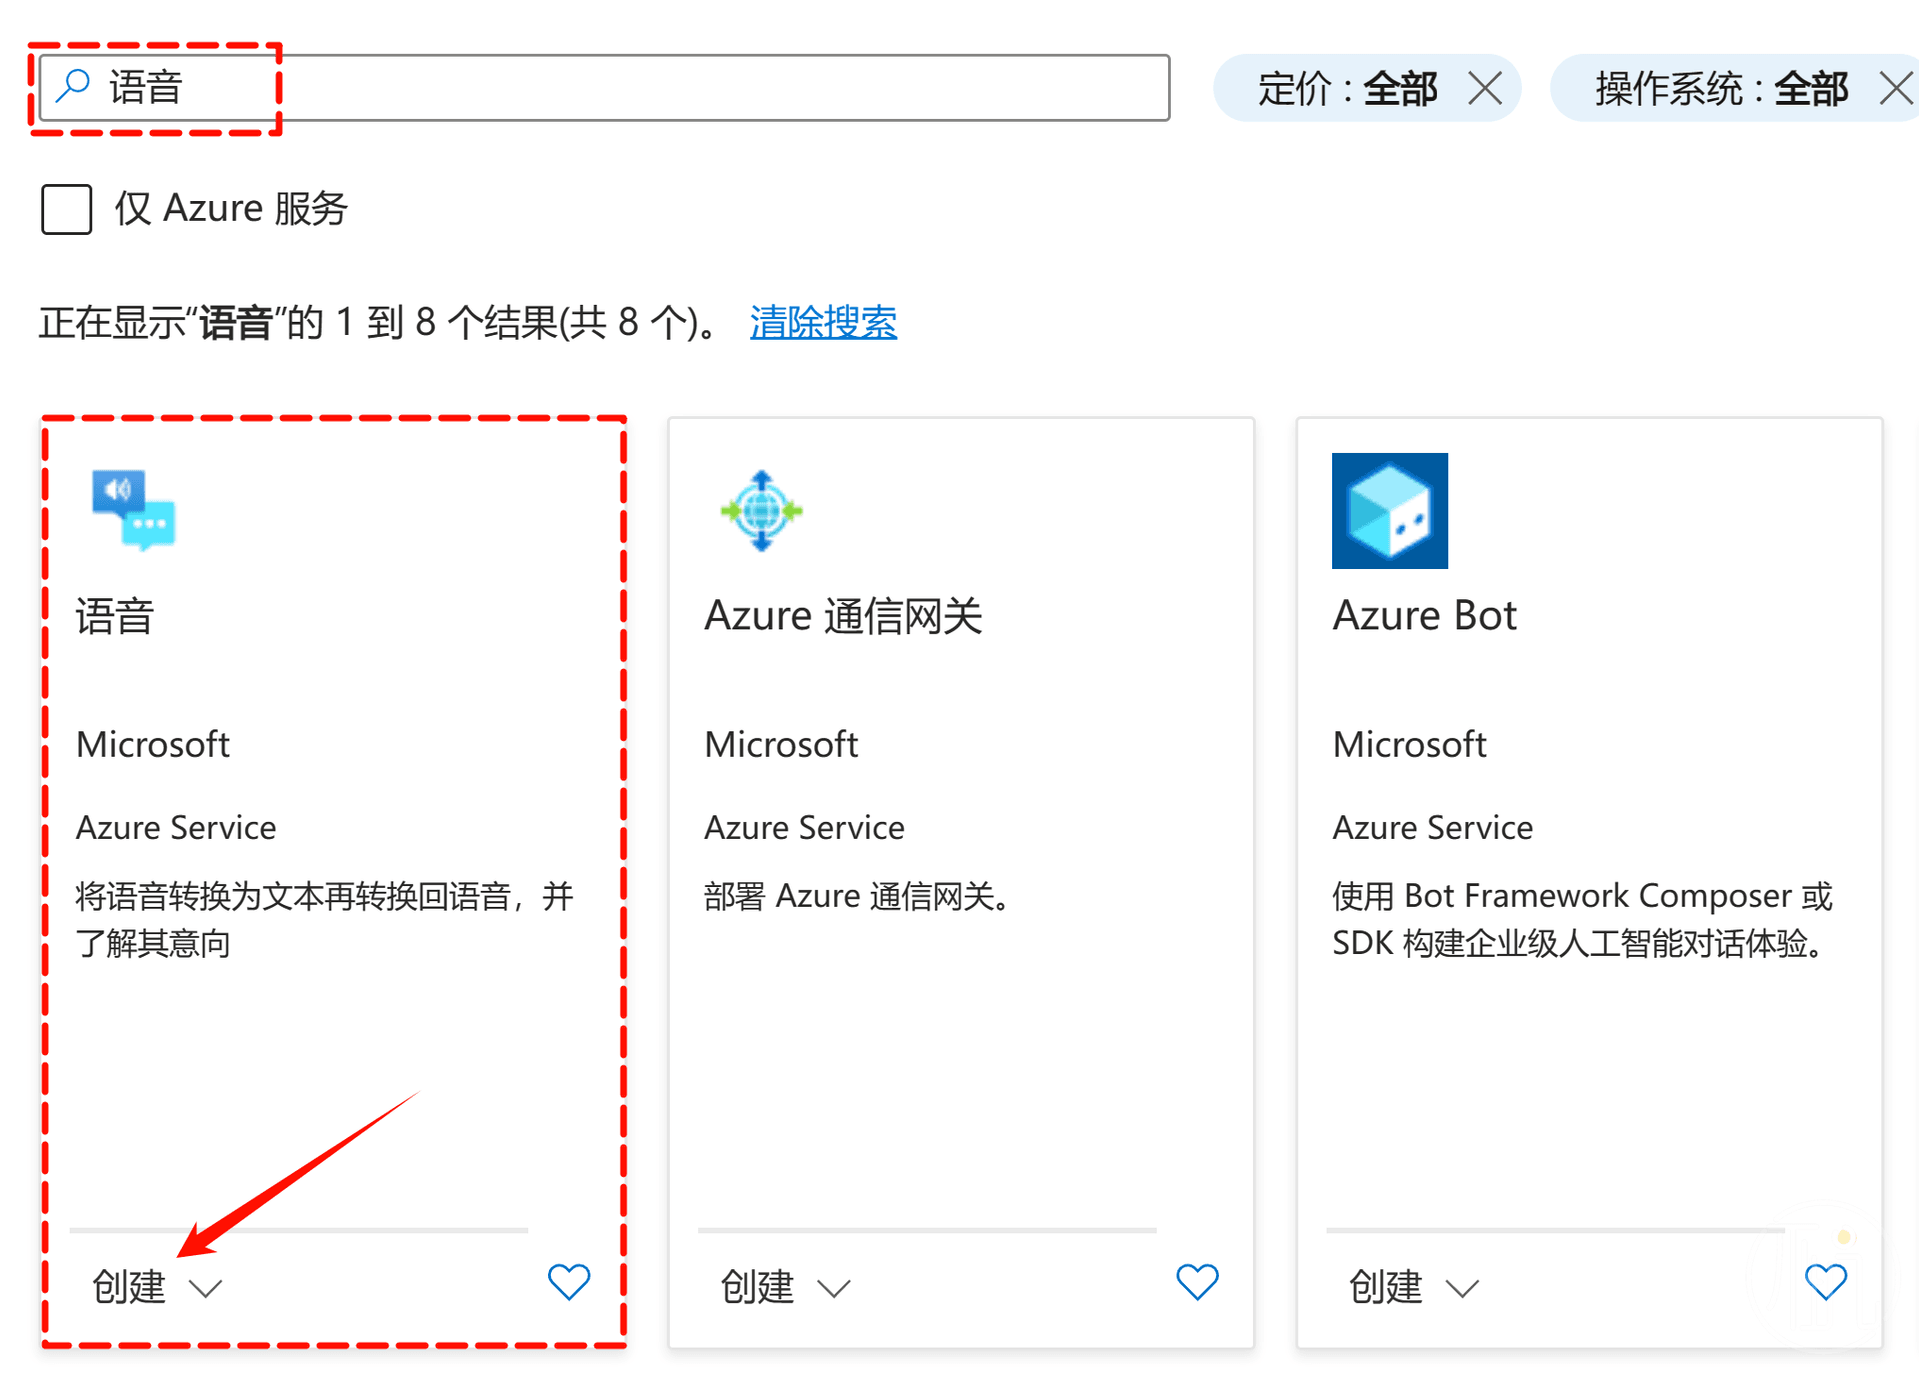 语音
定价 : 全部
操作系统 : 全部
仅 Azure 服务
正在显示“语音”的 1 到 8 个结果(共 8 个)。 清除搜索
语音
Microsoft
Azure Service
将语音转换为文本再转换回语音，并
了解其意向
创建
Azure 通信网关
Microsoft
Azure Service
部署 Azure 通信网关。
创建
Azure Bot
Microsoft
Azure Service
使用 Bot Framework Composer 或
SDK 构建企业级人工智能对话体验。
创建